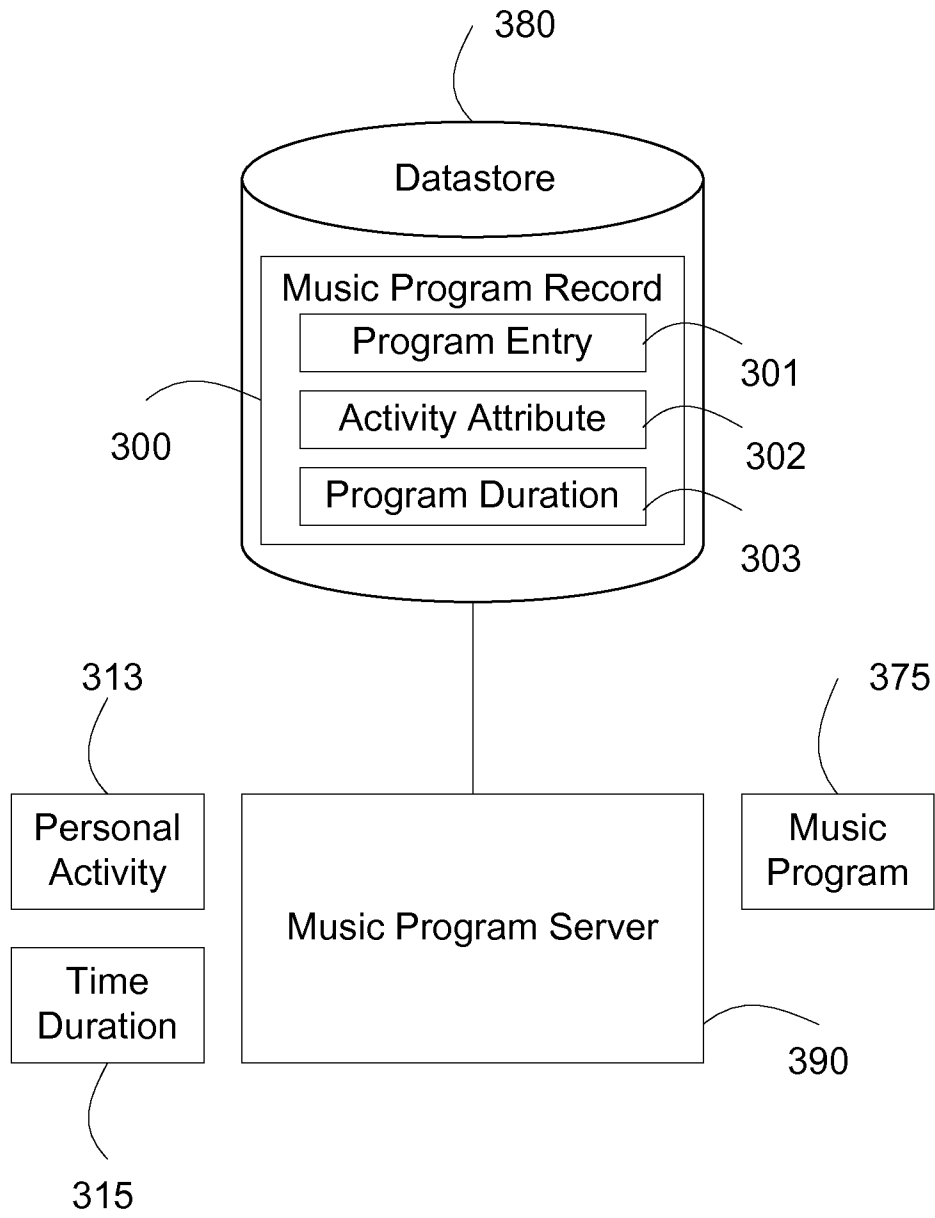 380
Datastore
Music Program Record
Program Entry
301
Activity Attribute
300
302
Program Duration
303
313
375
Personal
Activity
Music
Program
Music Program Server
Time
Duration
390
315